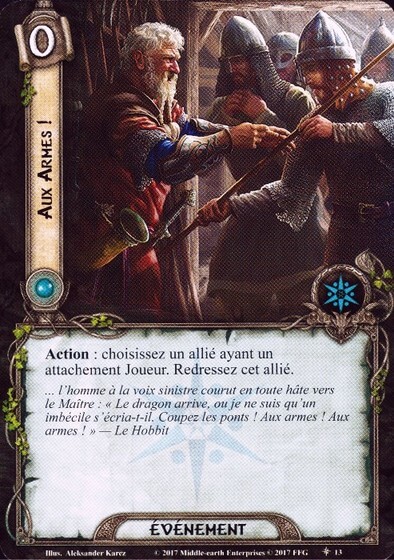 0
AUX ARMES !
Action : choisissez un allié ayant un
attachement Joueur. Redressez cet allié.
... l'homme à la voix sinistre courut en toute hâte vers
le Maître : « Le dragon arrive, ou je ne suis qu'un
imbécile s'écria-t-il. Coupez les ponts ! Aux armes ! Aux
armes ! » — Le Hobbit
ÉVÉNEMENT
Illus. Aleksander Karcz © 2017 Middle-earth Enterprises © 2017 FFG 13